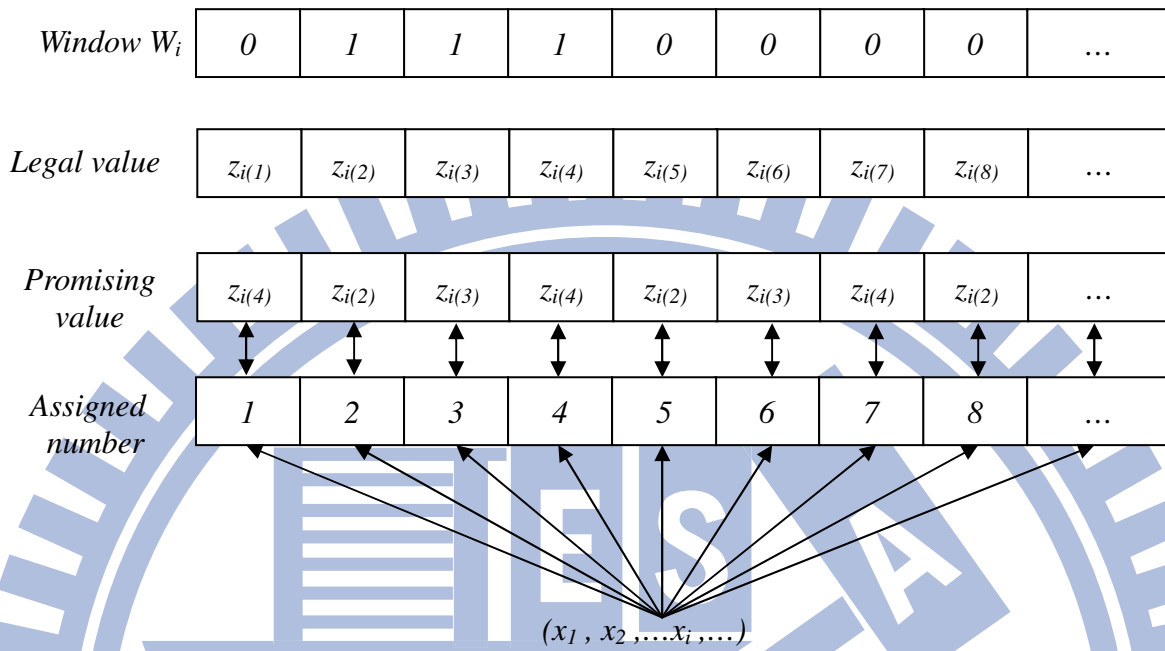 Window Wi 0 1 1 1 0 0 0 0 ...
Legal value zi(1) zi(2) zi(3) zi(4) zi(5) zi(6) zi(7) zi(8) ...
Promising
value zi(4) zi(2) zi(3) zi(4) zi(2) zi(3) zi(4) zi(2) ...
Assigned
number 1 2 3 4 5 6 7 8 ...
ESA
(x1 , x2 ,...xi ,...)